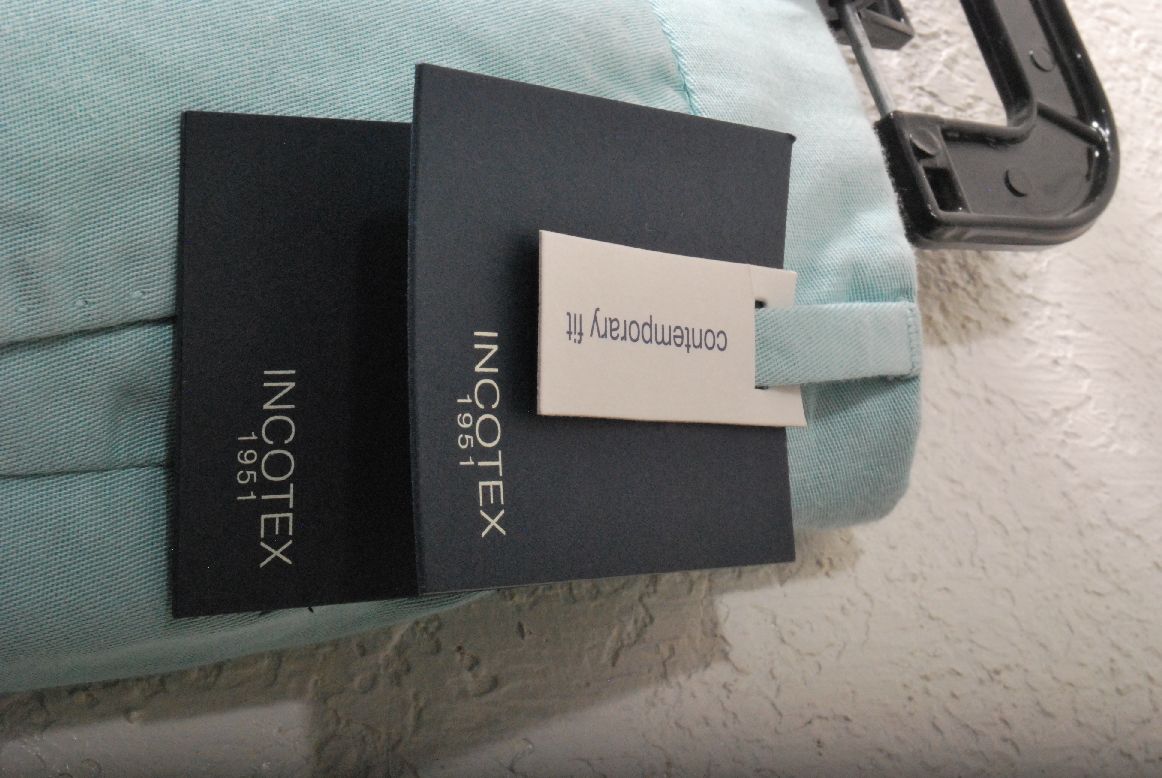 INCOTEX
1951
INCOTEX
1951
contemporary fit